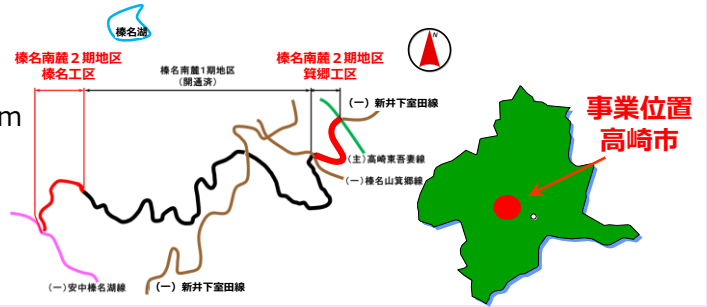 榛名湖
榛名南麓２期地区
榛名工区
榛名南麓1期地区
(開通済)
榛名南麓２期地区
箕郷工区
N
m
(一) 新井下室田線
(主)高崎東吾妻線
(一)榛名山箕郷線
事業位置
高崎市
(一)安中榛名湖線
(一) 新井下室田線